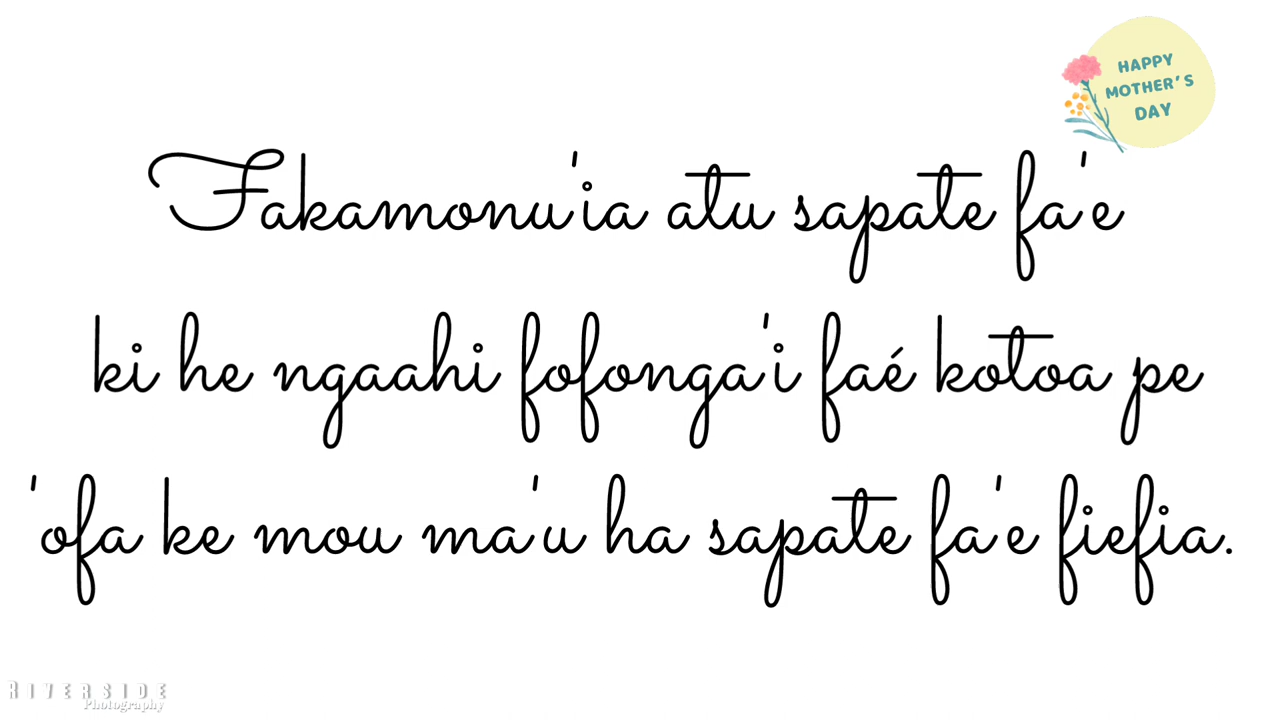 HAPPY
MOTHER'S
DAY
Fakamonu'ia atu sapate fa'e
ki he ngaahi fofonga'i faé kotoa pe
'ofa ke mou ma'u ha sapate fa'e fiefia.
RIVERSIDE
Photography